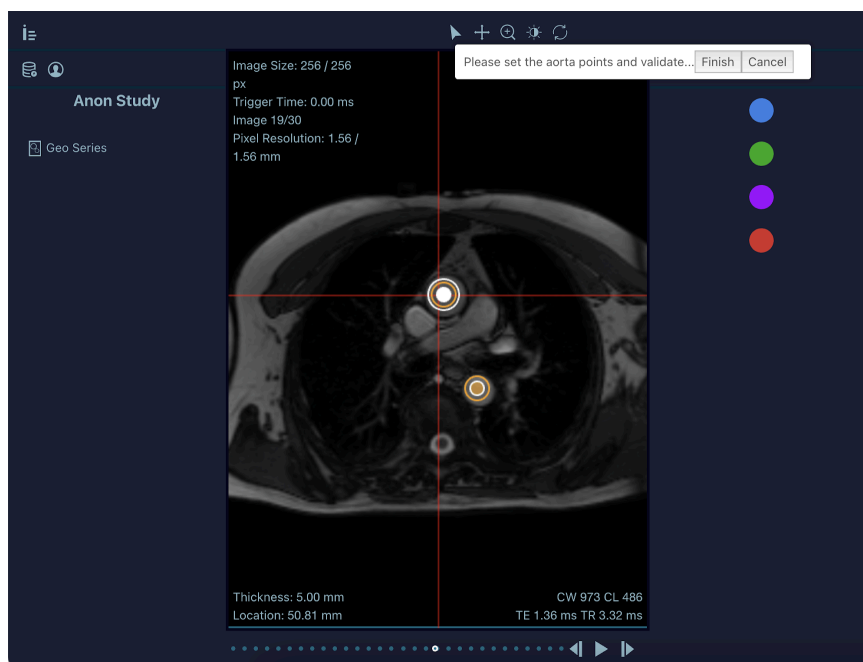 Please set the aorta points and validate... Finish Cancel
Image Size: 256 / 256
px
Trigger Time: 0.00 ms
Image 19/30
Pixel Resolution: 1.56 /
1.56 mm
Anon Study
Geo Series
Thickness: 5.00 mm
Location: 50.81 mm
CW 973 CL 486
TE 1.36 ms TR 3.32 ms